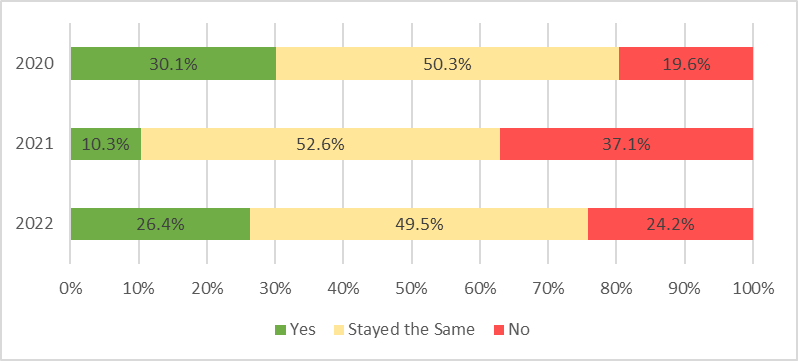 2020 30.1% 50.3% 19.6%
2021 10.3% 52.6% 37.1%
2022 26.4% 49.5% 24.2%
0% 10% 20% 30% 40% 50% 60% 70% 80% 90% 100%
Yes Stayed the Same No